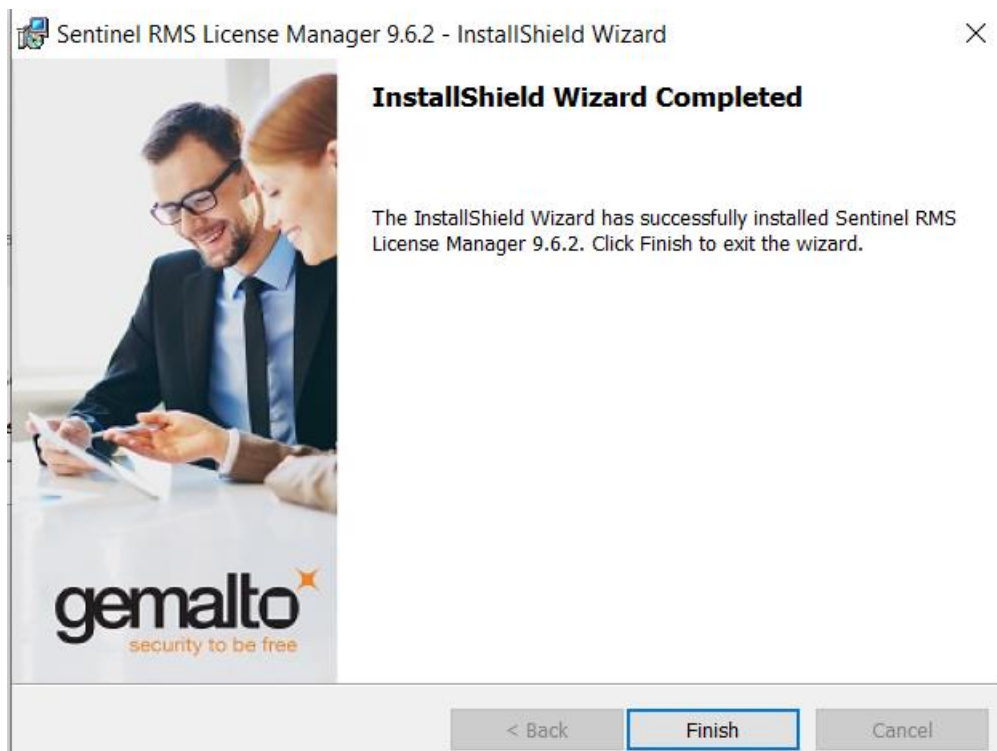 Sentinel RMS License Manager 9.6.2 - InstallShield Wizard
InstallShield Wizard Completed
The InstallShield Wizard has successfully installed Sentinel RMS
License Manager 9.6.2. Click Finish to exit the wizard.
gemalto
security to be free
< Back
Finish
Cancel